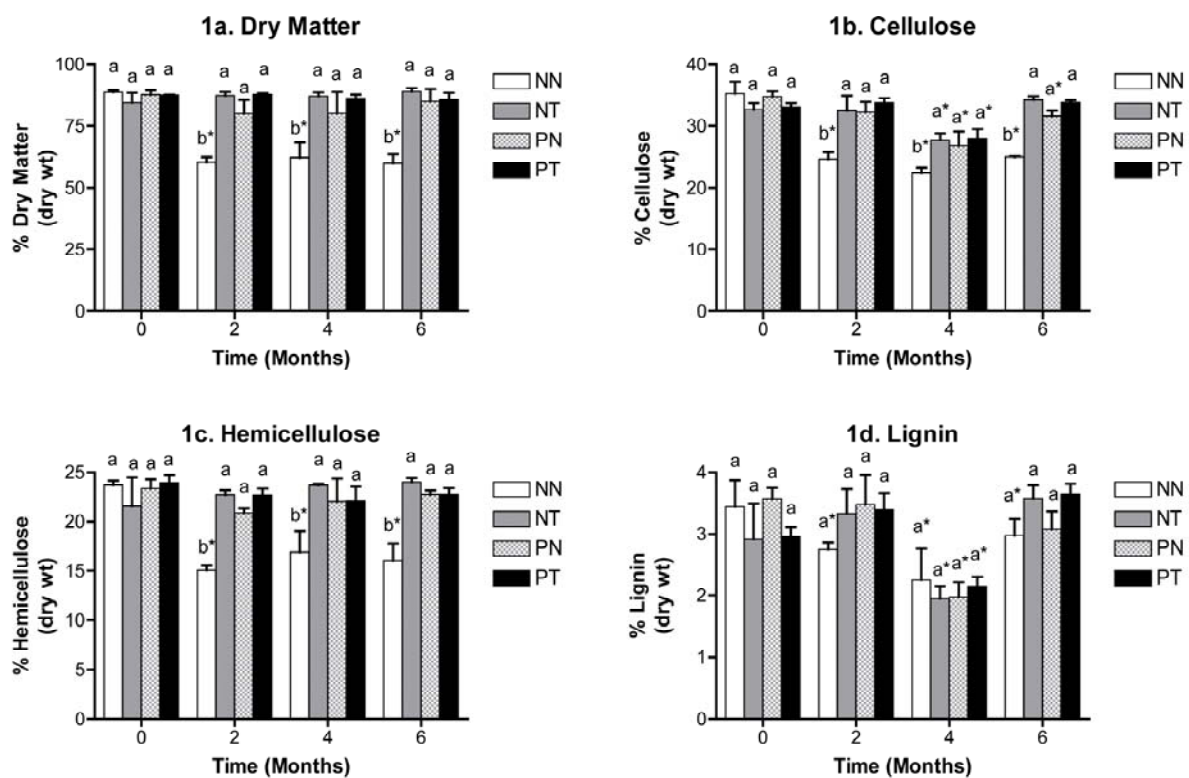 1a. Dry Matter
% Dry Matter
(dry wt)
100
75
50
25
0
a a a a
b* a a a
b* a a a
b* a a a
0 2 4 6
Time (Months)
NN
NT
PN
PT
1b. Cellulose
% Cellulose
(dry wt)
40
30
20
10
0
a a a a
b* a a a
b* a* a* a*
b* a a* a
0 2 4 6
Time (Months)
NN
NT
PN
PT
1c. Hemicellulose
% Hemicellulose
(dry wt)
25
20
15
10
5
0
a a a a
b* a a a
b* a a a
b* a a a
0 2 4 6
Time (Months)
NN
NT
PN
PT
1d. Lignin
% Lignin
(dry wt)
4
3
2
1
0
a a a a
a* a a a
a* a* a* a*
a* a a a
0 2 4 6
Time (Months)
NN
NT
PN
PT